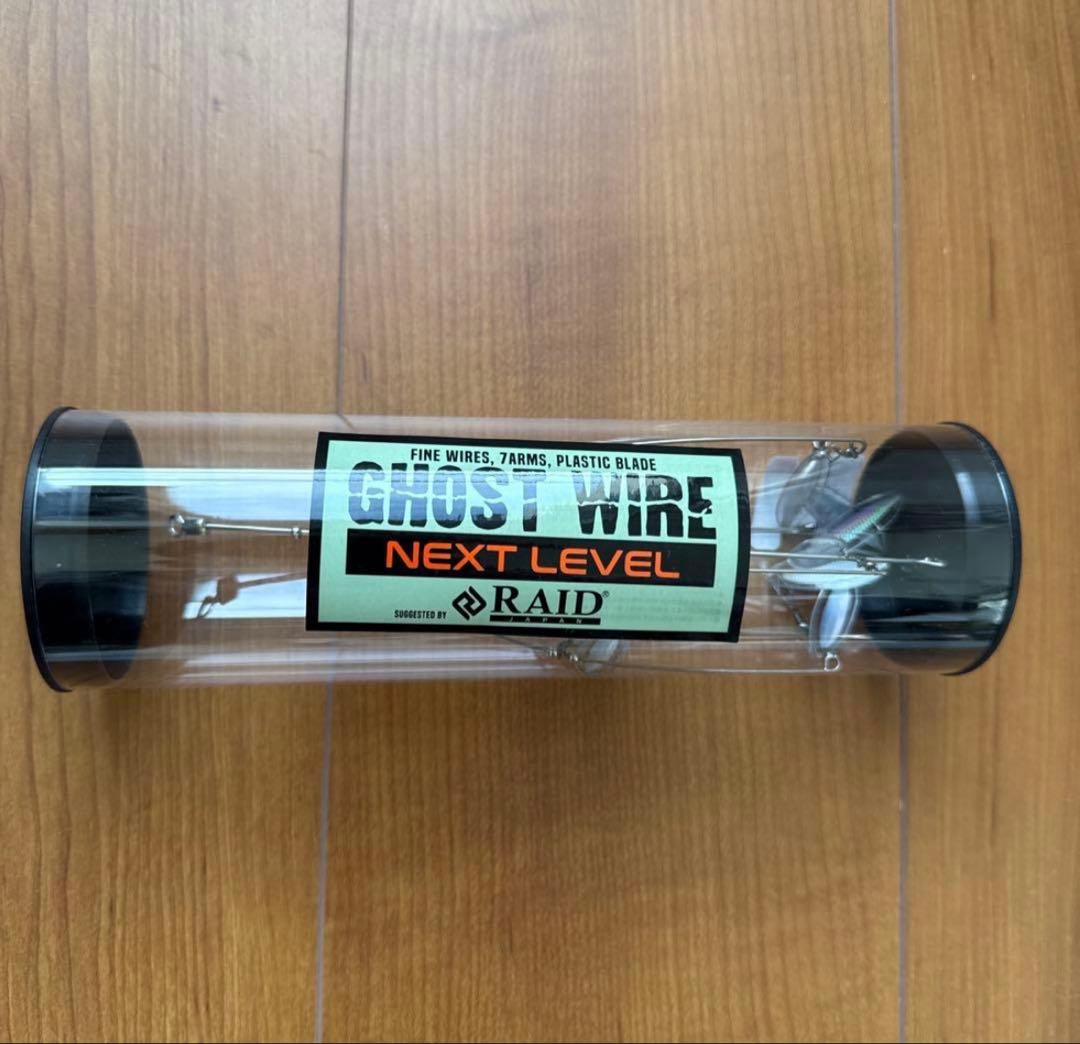 FINE WIRES, 7ARMS, PLASTIC BLADE
GHOST WIRE
NEXT LEVEL
SUGGESTED BY RAID®
JAPAN